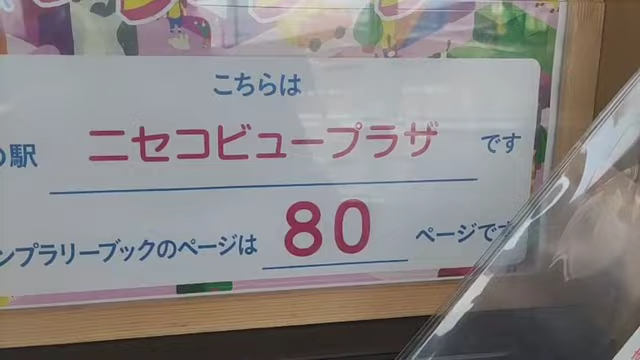 こちらは
の駅 ニセコビュープラザ です
ンプラリーブックのページは 80 ページです